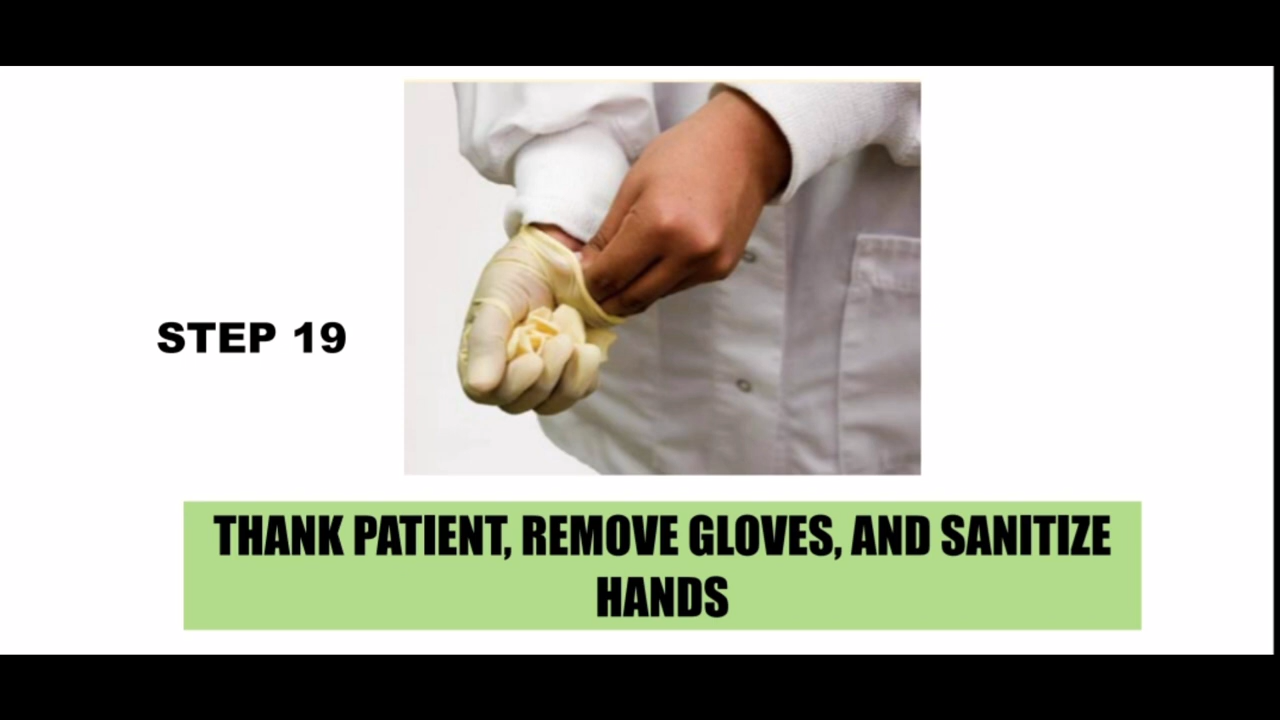 STEP 19
THANK PATIENT, REMOVE GLOVES, AND SANITIZE
HANDS